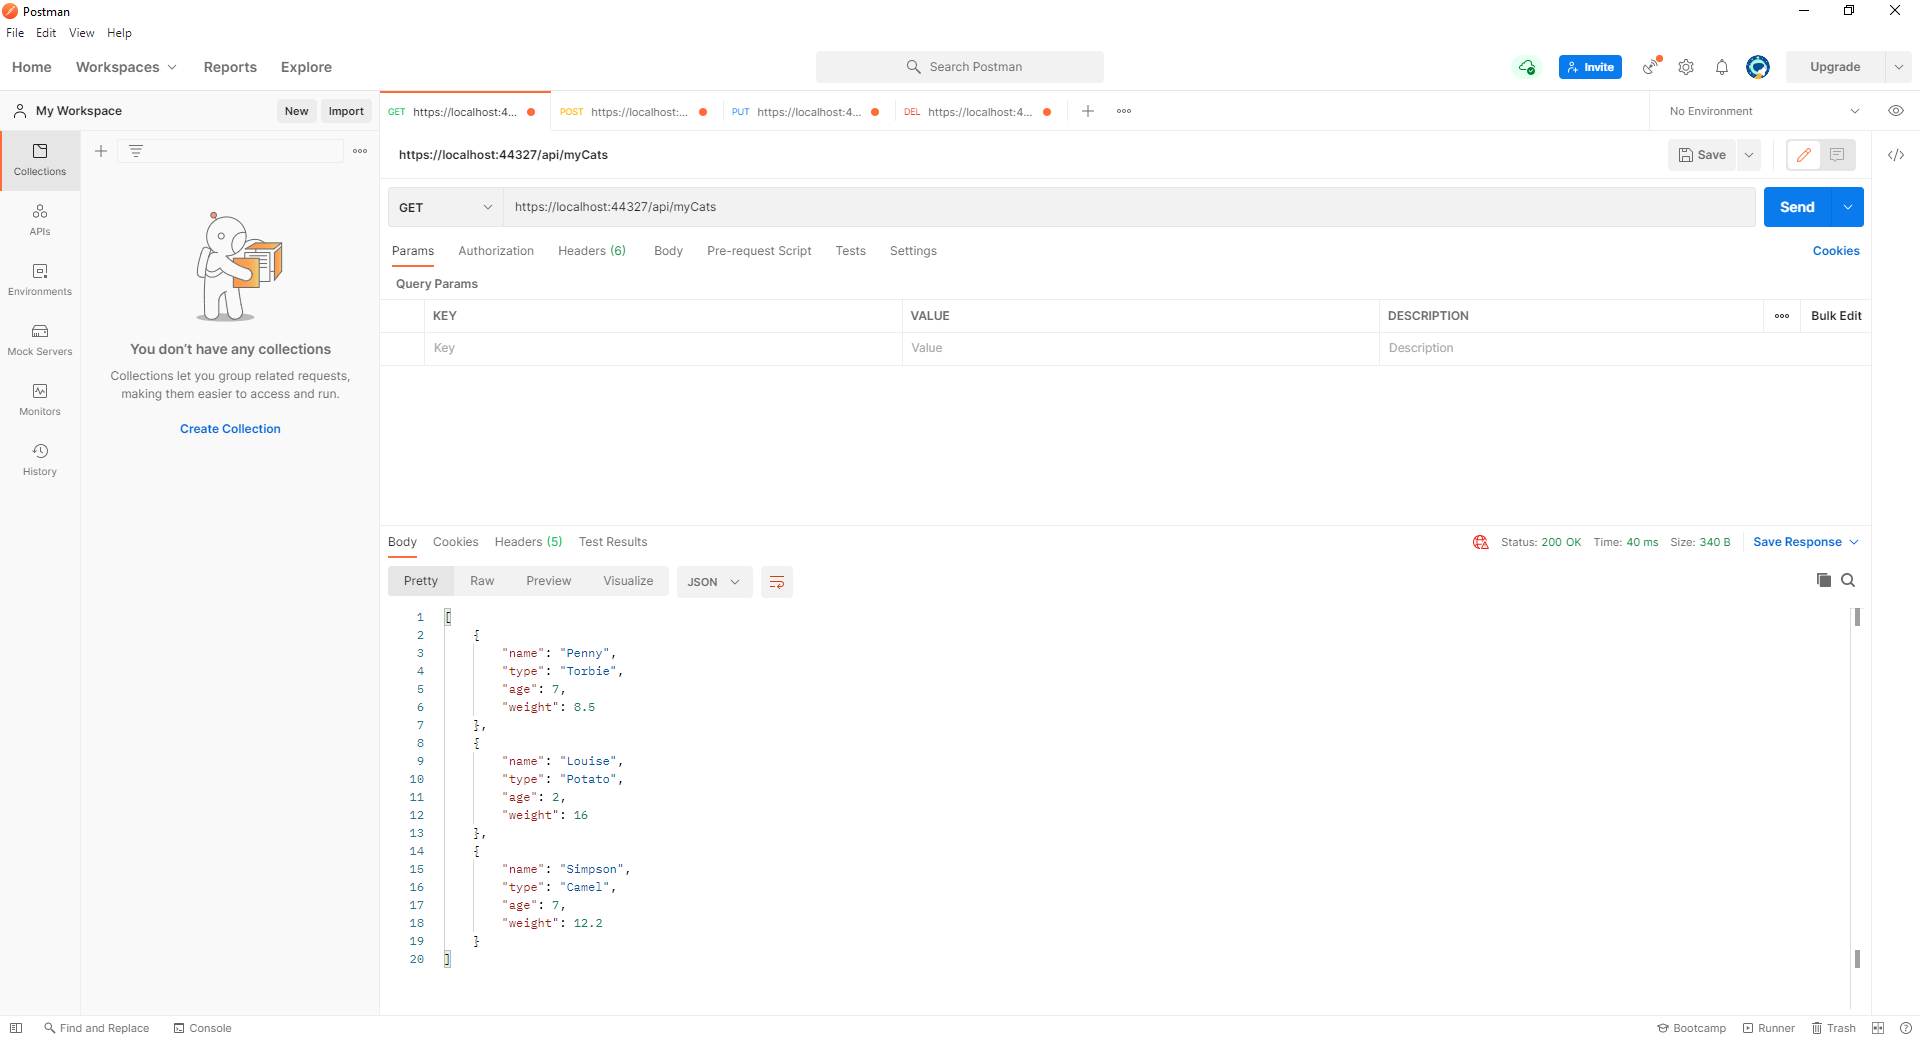 Postman
File Edit View Help
Home Workspaces Reports Explore
Search Postman
Invite
Upgrade
My Workspace
New Import
GET https://localhost:4...
POST https://localhost:...
PUT https://localhost:4...
DEL https://localhost:4...
No Environment
Collections
APIs
Environments
Mock Servers
Monitors
History
You don't have any collections
Collections let you group related requests,
making them easier to access and run.
Create Collection
https://localhost:44327/api/myCats
Save
GET https://localhost:44327/api/myCats
Send
Params Authorization Headers (6) Body Pre-request Script Tests Settings
Cookies
Query Params
KEY VALUE DESCRIPTION
Bulk Edit
Key Value Description
Body Cookies Headers (5) Test Results
Status: 200 OK Time: 40 ms Size: 340 B
Save Response
Pretty Raw Preview Visualize JSON
1 [
2 {
3 "name": "Penny",
4 "type": "Torbie",
5 "age": 7,
6 "weight": 8.5
7 },
8 {
9 "name": "Louise",
10 "type": "Potato",
11 "age": 2,
12 "weight": 16
13 },
14 {
15 "name": "Simpson",
16 "type": "Camel",
17 "age": 7,
18 "weight": 12.2
19 }
20 ]
Find and Replace Console
Bootcamp Runner Trash